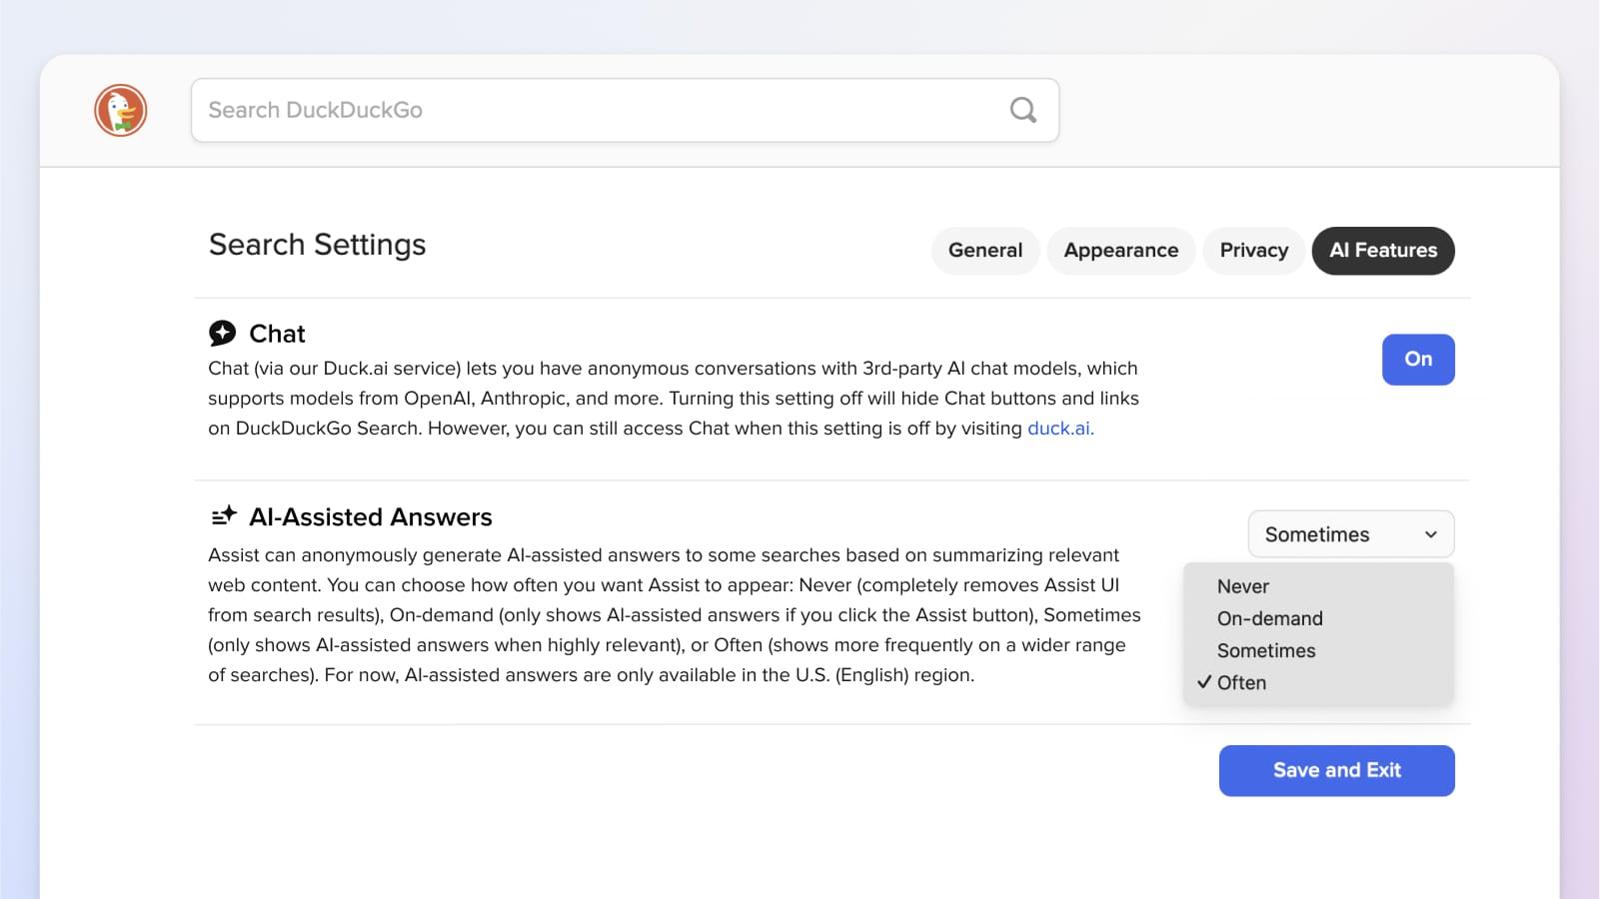 Search DuckDuckGo
Search Settings
General
Appearance
Privacy
AI Features
Chat
On
Chat (via our Duck.ai service) lets you have anonymous conversations with 3rd-party AI chat models, which
supports models from OpenAI, Anthropic, and more. Turning this setting off will hide Chat buttons and links
on DuckDuckGo Search. However, you can still access Chat when this setting is off by visiting duck.ai.
AI-Assisted Answers
Sometimes
Assist can anonymously generate AI-assisted answers to some searches based on summarizing relevant
web content. You can choose how often you want Assist to appear: Never (completely removes Assist UI
from search results), On-demand (only shows AI-assisted answers if you click the Assist button), Sometimes
(only shows AI-assisted answers when highly relevant), or Often (shows more frequently on a wider range
of searches). For now, AI-assisted answers are only available in the U.S. (English) region.
Never
On-demand
Sometimes
✓ Often
Save and Exit